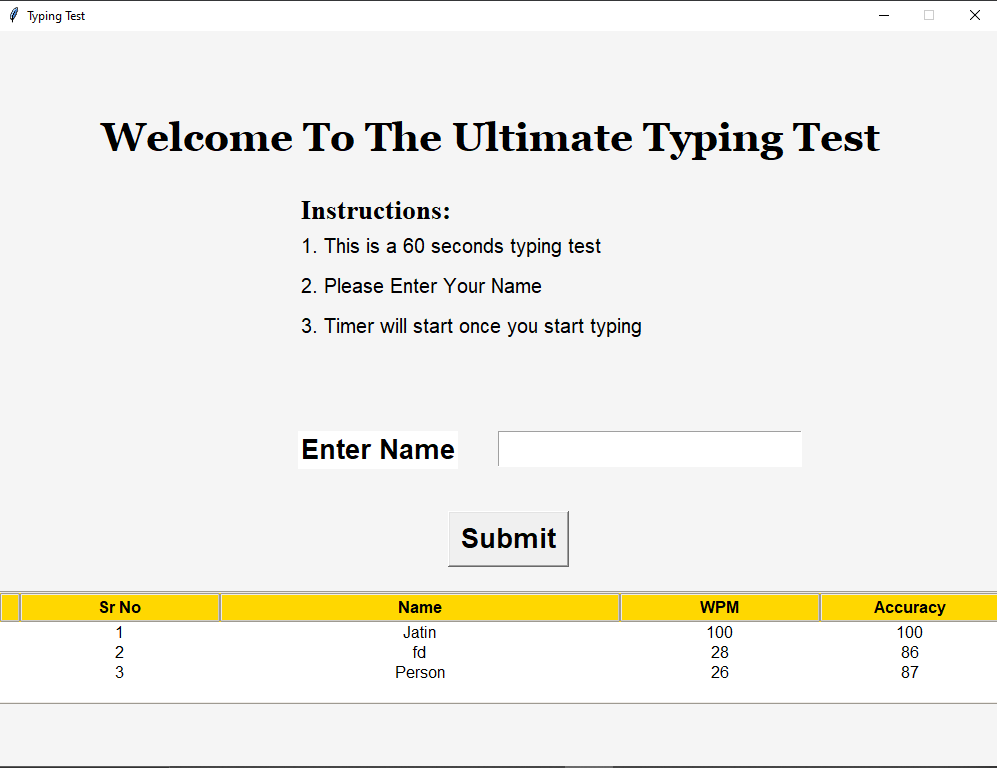 Typing Test
Welcome To The Ultimate Typing Test
Instructions:
1. This is a 60 seconds typing test
2. Please Enter Your Name
3. Timer will start once you start typing
Enter Name
Submit
Sr No Name WPM Accuracy
1 Jatin 100 100
2 fd 28 86
3 Person 26 87